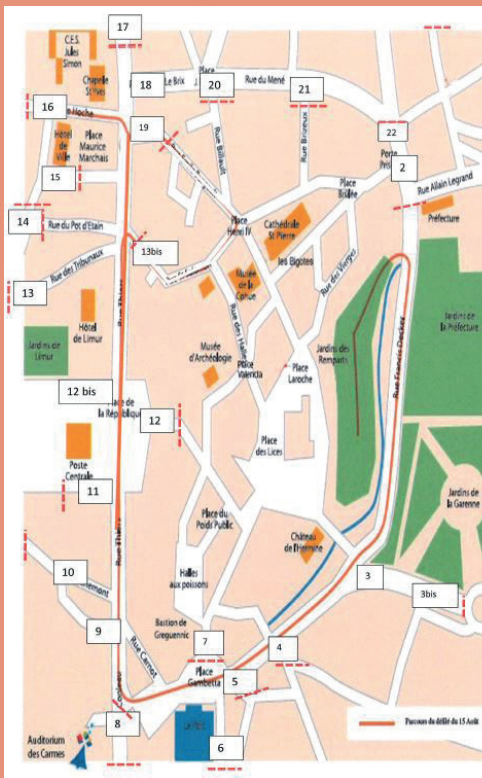 17
C.E.S.
Jules
Simon
Chapelle
St Yves
18
Le Brix
Place
20
Rue du Mené
21
16
Hoche
19
22
Hôtel
de
Ville
Place
Maurice
Marchais
15
Rue Billault
Rue Brizeux
Porte
2
Place
Brûlée
Rue Allain Legrand
Préfecture
14
Rue du Pot d'Etain
Place
Henri IV
Cathédrale
St Pierre
13bis
les Bigotes
Rue des Vierges
Rue des Tribunaux
13
Musée
de la
Cohue
Hôtel
de Limur
Rue Thiers
Rue des Halles
Jardins de
Limur
Musée
d'Archéologie
Place
Valencia
Jardins des
Remparts
Jardins de
la Préfecture
Rue Francis Decker
Place
Laroche
12 bis
Place de
la République
12
Place
des Lices
Poste
Centrale
11
Jardins de
la Garenne
Place du
Poids Public
Rue Thiers
Château
de l'Hermine
10
3
3bis
Halles
aux poissons
9
Bastion de
Greguennic
7
4
Rue Carnot
Place
Gambetta
5
8
Le Port
Parcours du défilé du 15 Août
Auditorium
des Carmes
6